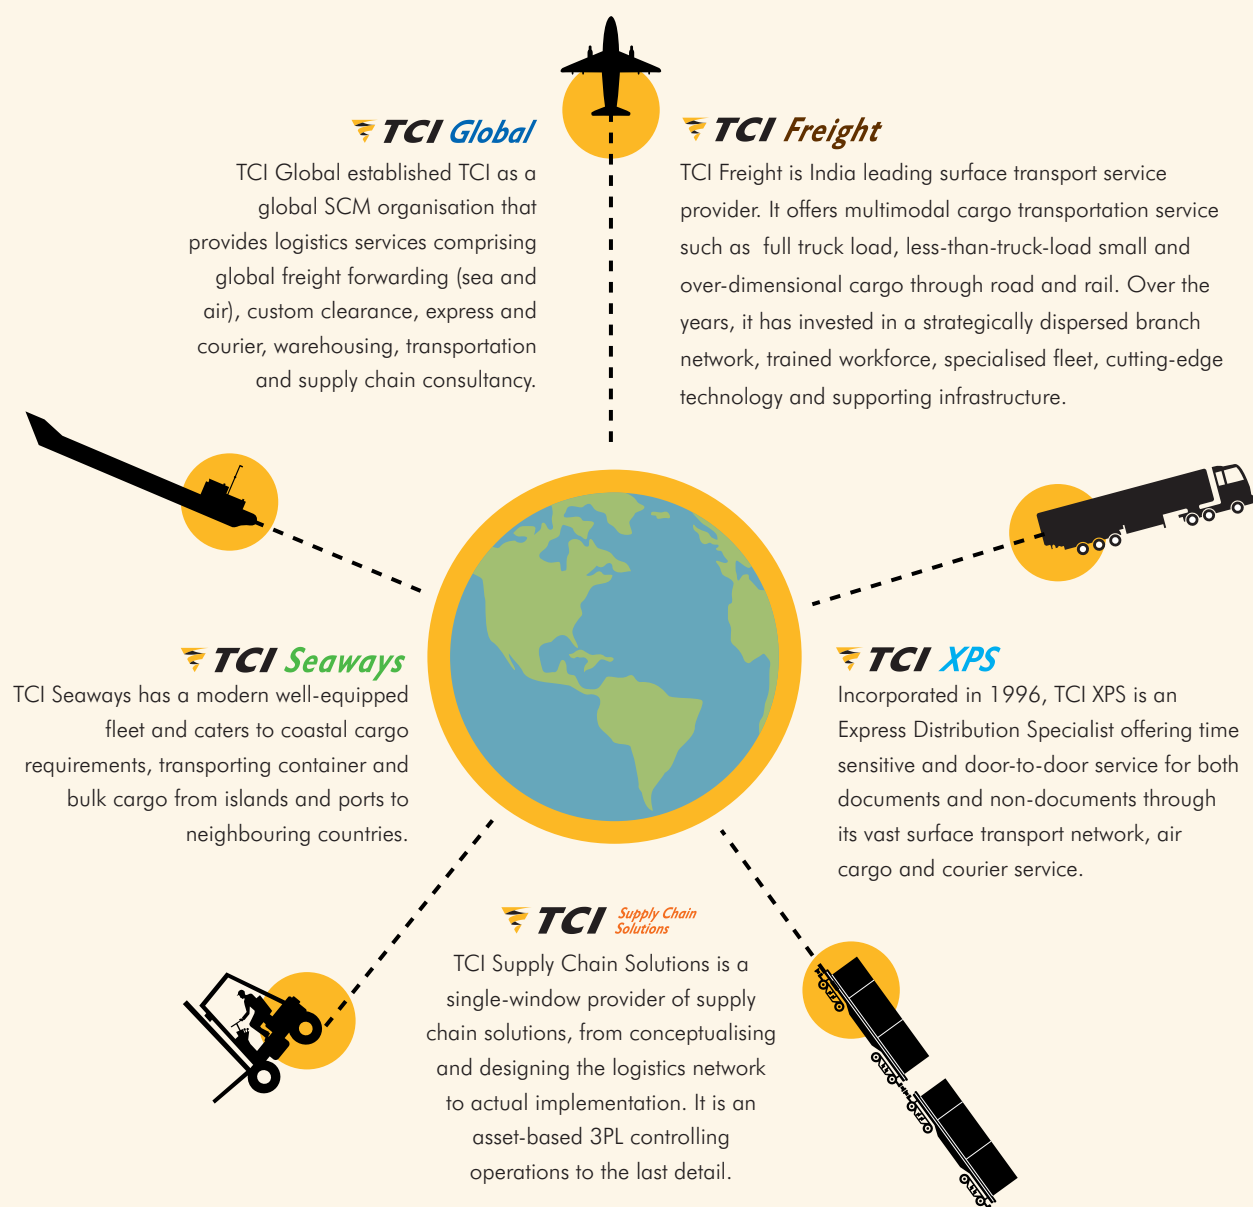 TCI Global
TCI Global established TCI as a
global SCM organisation that
provides logistics services comprising
global freight forwarding (sea and
air), custom clearance, express and
courier, warehousing, transportation
and supply chain consultancy.
TCI Freight
TCI Freight is India leading surface transport service
provider. It offers multimodal cargo transportation service
such as  full truck load, less-than-truck-load small and
over-dimensional cargo through road and rail. Over the
years, it has invested in a strategically dispersed branch
network, trained workforce, specialised fleet, cutting-edge
technology and supporting infrastructure.
TCI Seaways
TCI Seaways has a modern well-equipped
fleet and caters to coastal cargo
requirements, transporting container and
bulk cargo from islands and ports to
neighbouring countries.
TCI XPS
Incorporated in 1996, TCI XPS is an
Express Distribution Specialist offering time
sensitive and door-to-door service for both
documents and non-documents through
its vast surface transport network, air
cargo and courier service.
TCI Supply Chain
Solutions
TCI Supply Chain Solutions is a
single-window provider of supply
chain solutions, from conceptualising
and designing the logistics network
to actual implementation. It is an
asset-based 3PL controlling
operations to the last detail.